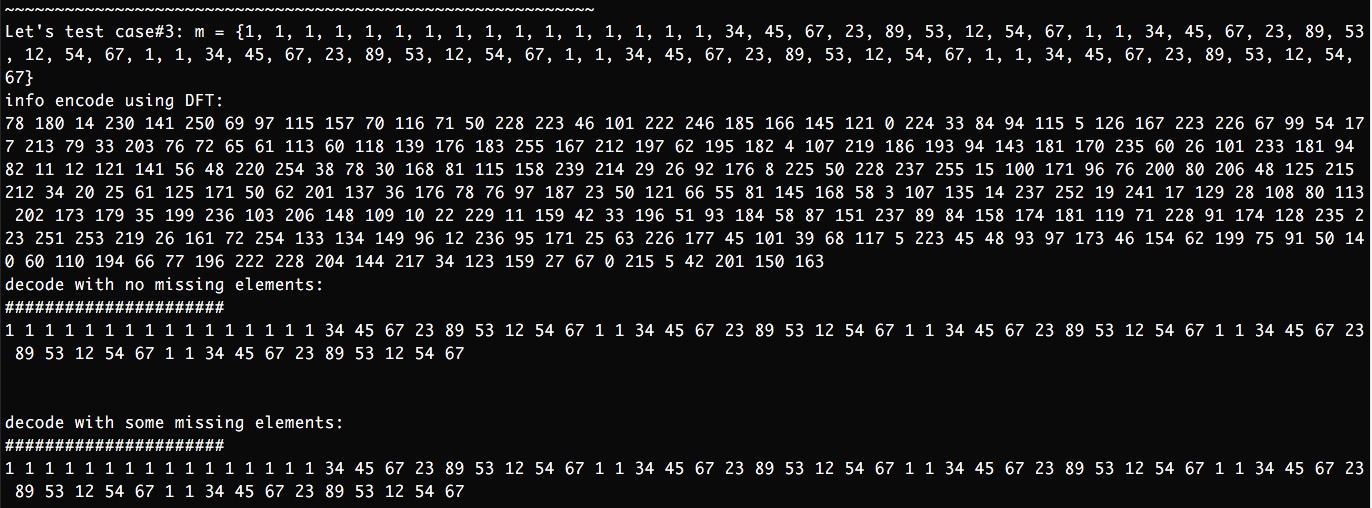 ~~~~~~~~~~~~~~~~~~~~~~~~~~~~~~~~~~~~~~~~~~~~~~~~~~~~~~~~~~~
Let's test case#3: m = {1, 1, 1, 1, 1, 1, 1, 1, 1, 1, 1, 1, 1, 1, 1, 1, 34, 45, 67, 23, 89, 53, 12, 54, 67, 1, 1, 34, 45, 67, 23, 89, 53
, 12, 54, 67, 1, 1, 34, 45, 67, 23, 89, 53, 12, 54, 67, 1, 1, 34, 45, 67, 23, 89, 53, 12, 54, 67, 1, 1, 34, 45, 67, 23, 89, 53, 12, 54,
67}
info encode using DFT:
78 180 14 230 141 250 69 97 115 157 70 116 71 50 228 223 46 101 222 246 185 166 145 121 0 224 33 84 94 115 5 126 167 223 226 67 99 54 17
7 213 79 33 203 76 72 65 61 113 60 118 139 176 183 255 167 212 197 62 195 182 4 107 219 186 193 94 143 181 170 235 60 26 101 233 181 94
82 11 12 121 141 56 48 220 254 38 78 30 168 81 115 158 239 214 29 26 92 176 8 225 50 228 237 255 15 100 171 96 76 200 80 206 48 125 215
212 34 20 25 61 125 171 50 62 201 137 36 176 78 76 97 187 23 50 121 66 55 81 145 168 58 3 107 135 14 237 252 19 241 17 129 28 108 80 113
202 173 179 35 199 236 103 206 148 109 10 22 229 11 159 42 33 196 51 93 184 58 87 151 237 89 84 158 174 181 119 71 228 91 174 128 235 2
23 251 253 219 26 161 72 254 133 134 149 96 12 236 95 171 25 63 226 177 45 101 39 68 117 5 223 45 48 93 97 173 46 154 62 199 75 91 50 14
0 60 110 194 66 77 196 222 228 204 144 217 34 123 159 27 67 0 215 5 42 201 150 163
decode with no missing elements:
######################
1 1 1 1 1 1 1 1 1 1 1 1 1 1 1 1 34 45 67 23 89 53 12 54 67 1 1 34 45 67 23 89 53 12 54 67 1 1 34 45 67 23 89 53 12 54 67 1 1 34 45 67 23
89 53 12 54 67 1 1 34 45 67 23 89 53 12 54 67
decode with some missing elements:
######################
1 1 1 1 1 1 1 1 1 1 1 1 1 1 1 1 34 45 67 23 89 53 12 54 67 1 1 34 45 67 23 89 53 12 54 67 1 1 34 45 67 23 89 53 12 54 67 1 1 34 45 67 23
89 53 12 54 67 1 1 34 45 67 23 89 53 12 54 67